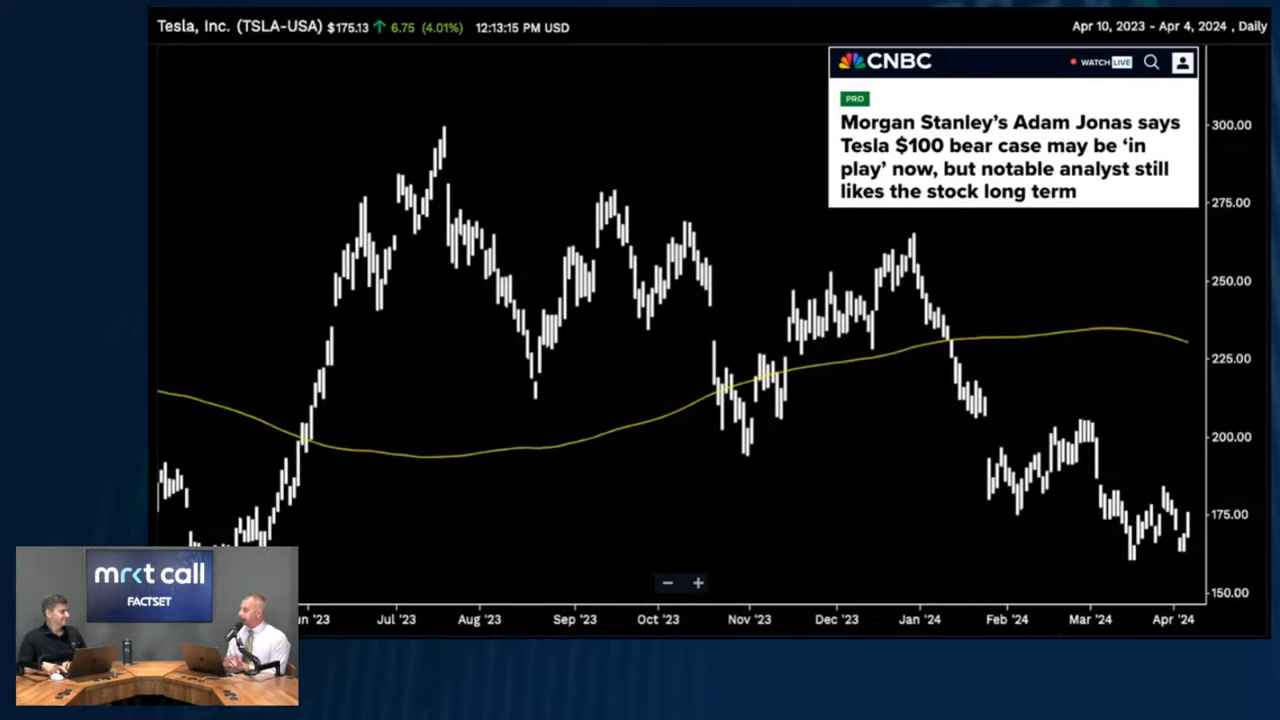 Tesla, Inc. (TSLA-USA) $175.13 ↑ 6.75 (4.01%) 12:13:15 PM USD
Apr 10, 2023 - Apr 4, 2024 , Daily
CNBC
WATCH LIVE
PRO
Morgan Stanley’s Adam Jonas says
Tesla $100 bear case may be ‘in
play’ now, but notable analyst still
likes the stock long term
300.00
275.00
250.00
225.00
200.00
175.00
150.00
un '23
Jul '23
Aug '23
Sep '23
Oct '23
Nov '23
Dec '23
Jan '24
Feb '24
Mar '24
Apr '24
mrkt call
FACTSET